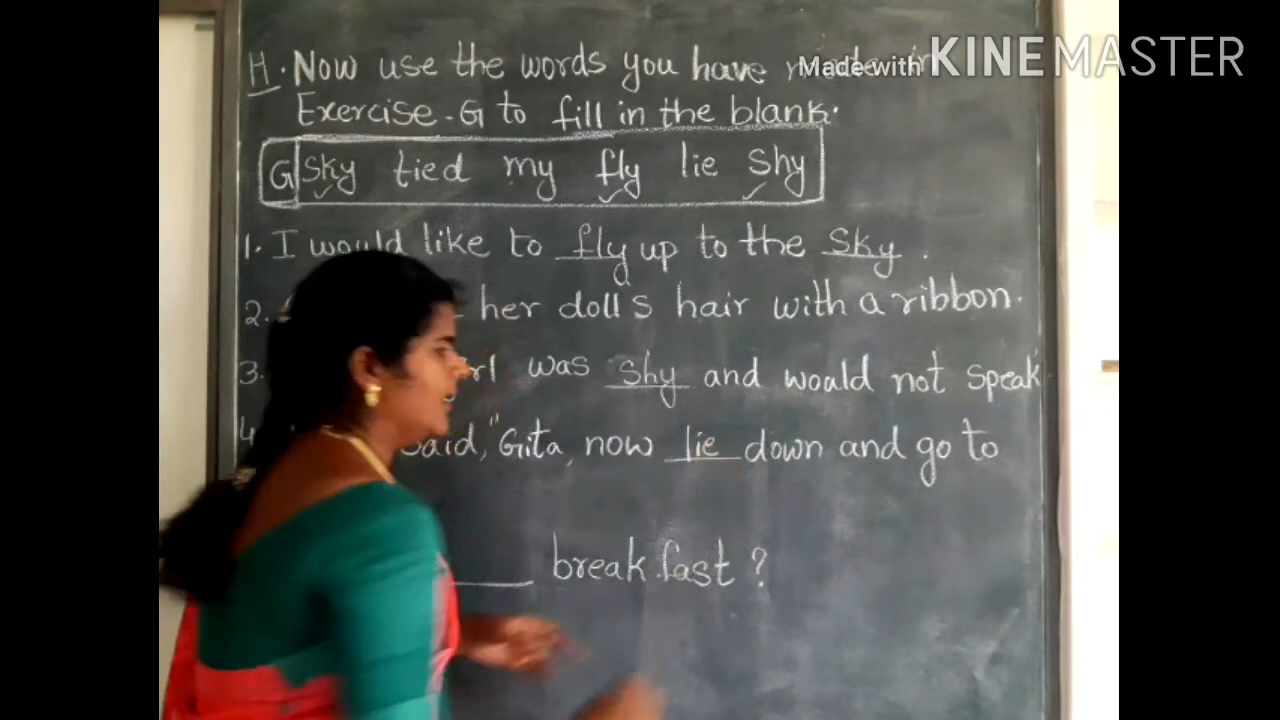 H. Now use the words you have
Made with KINEMASTER
Exercise-G to fill in the blank.
G Sky tied my fly lie Shy
1. I would like to fly up to the sky.
2. her doll's hair with a ribbon.
3. was shy and would not speak
4. said, "Gita, now lie down and go to
____ breakfast?